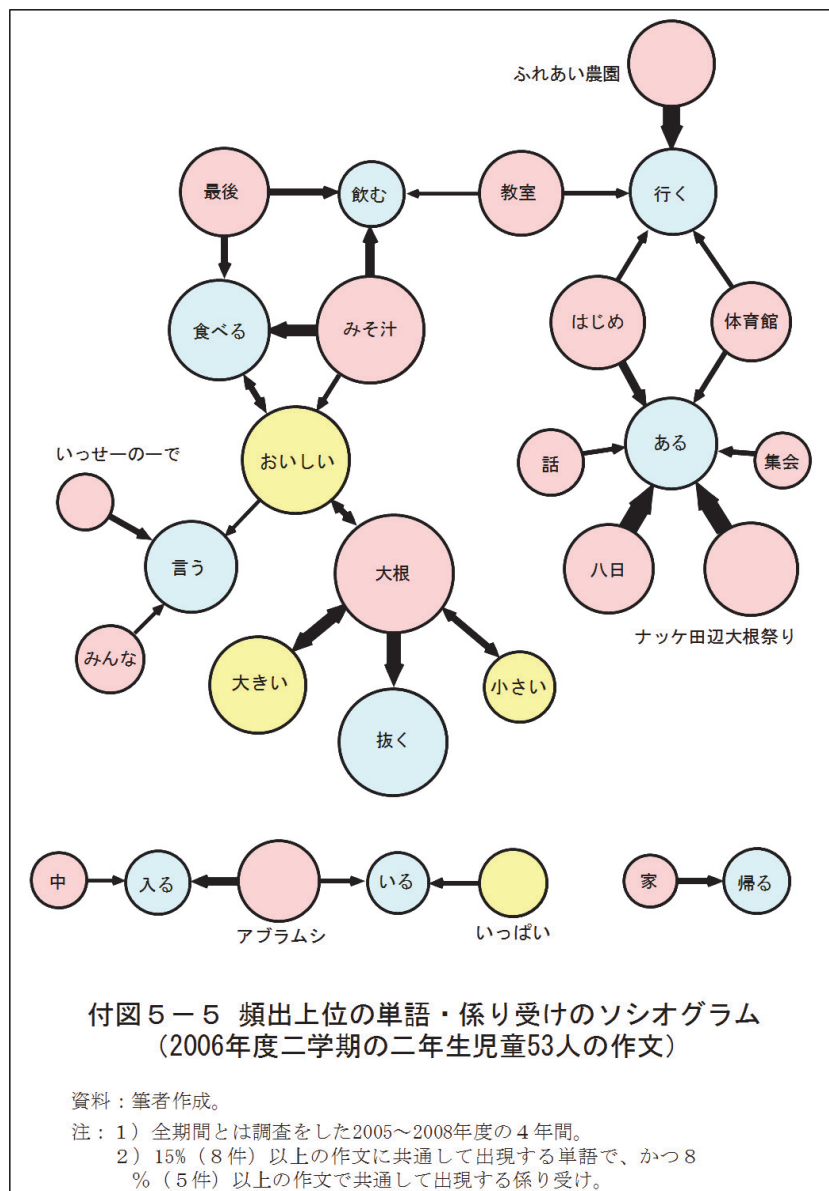 ふれあい農園
最後
飲む
教室
行く
食べる
みそ汁
はじめ
体育館
おいしい
ある
いっせーの一で
話
集会
言う
大根
八日
みんな
ナッケ田辺大根祭り
大きい
小さい
抜く
中
入る
アブラムシ
いる
いっぱい
家
帰る
付図5-5 頻出上位の単語・係り受けのソシオグラム
(2006年度二学期の二年生児童53人の作文)
資料:筆者作成。
注:1)全期間とは調査をした2005~2008年度の4年間。
2)15%(8件)以上の作文に共通して出現する単語で、かつ8
%(5件)以上の作文で共通して出現する係り受け。